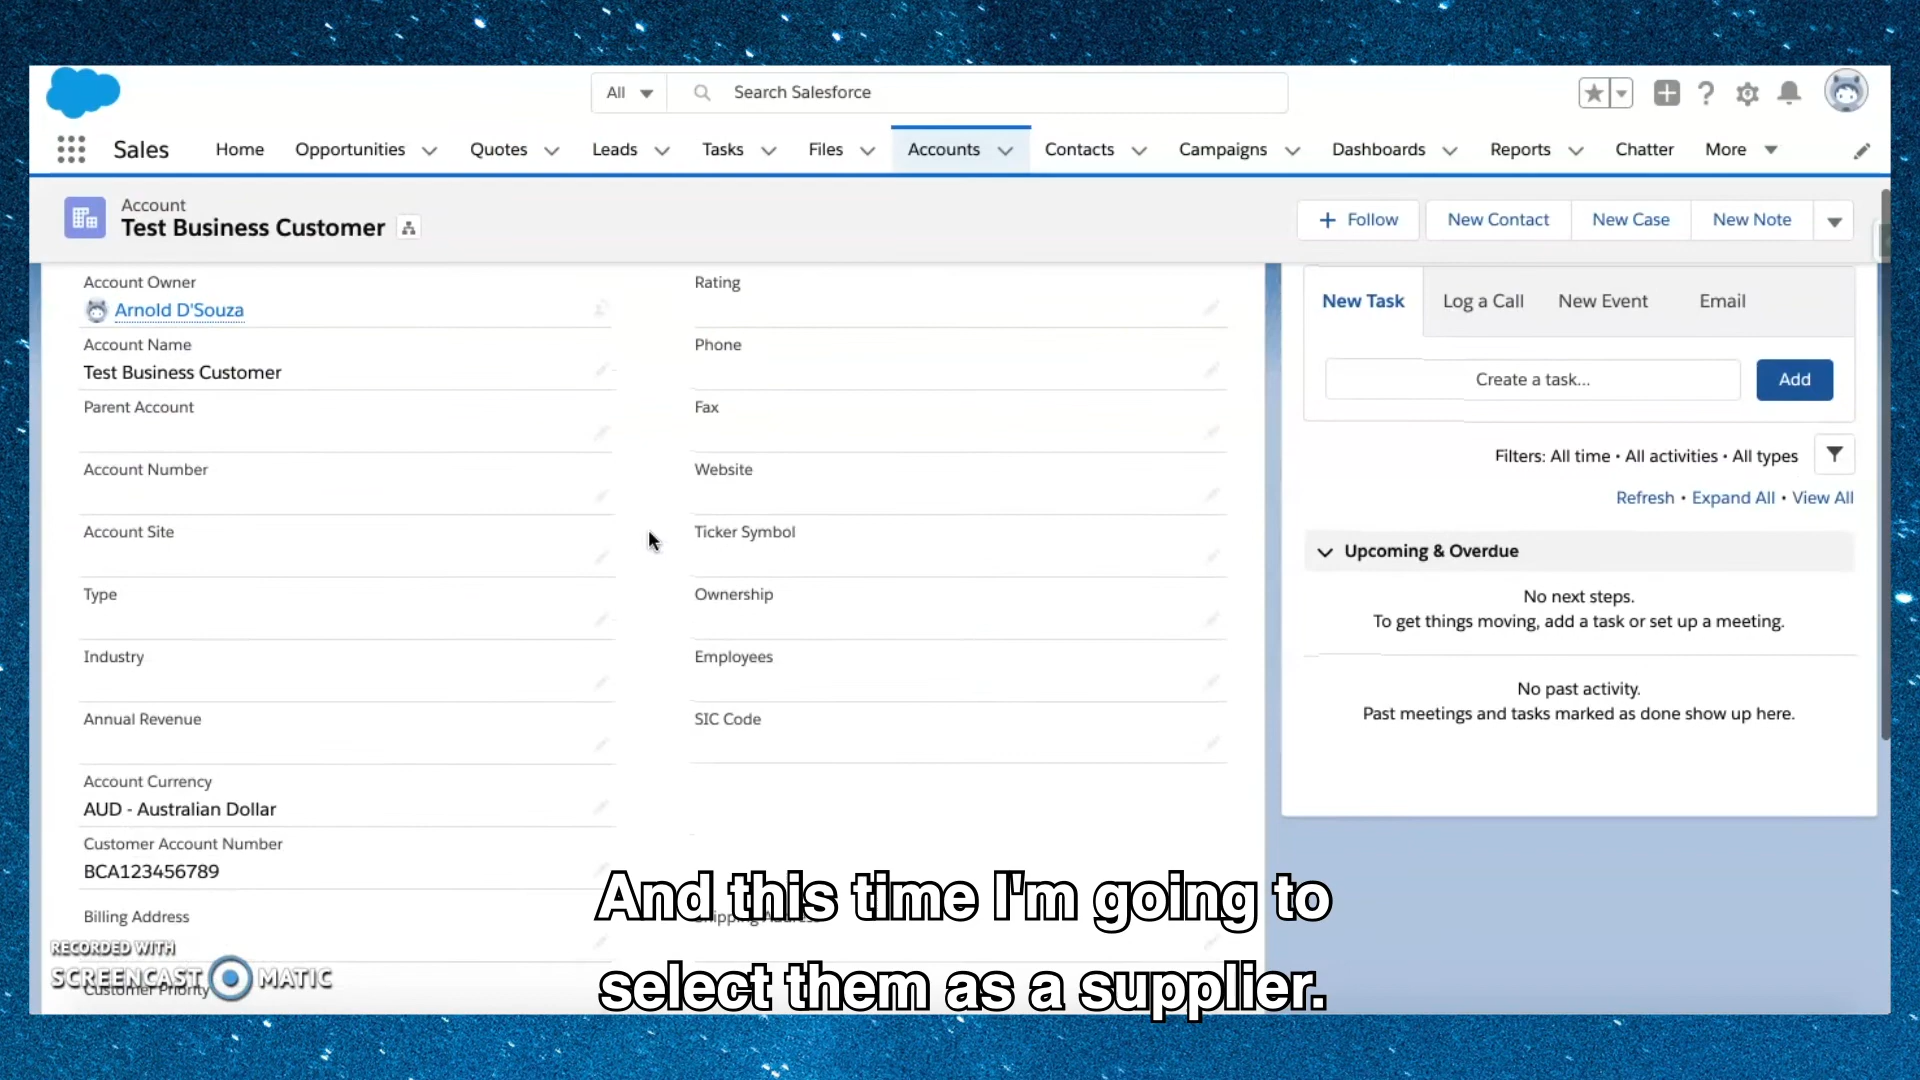 All
Search Salesforce
Sales
Home
Opportunities
Quotes
Leads
Tasks
Files
Accounts
Contacts
Campaigns
Dashboards
Reports
Chatter
More
Account
Test Business Customer
Follow
New Contact
New Case
New Note
Account Owner
Arnold D'Souza
Rating
Account Name
Test Business Customer
Phone
Parent Account
Fax
Account Number
Website
Account Site
Ticker Symbol
Type
Ownership
Industry
Employees
Annual Revenue
SIC Code
Account Currency
AUD - Australian Dollar
Customer Account Number
BCA123456789
Billing Address
Shipping Address
Customer Priority
New Task
Log a Call
New Event
Email
Create a task...
Add
Filters: All time • All activities • All types
Refresh • Expand All • View All
Upcoming & Overdue
No next steps.
To get things moving, add a task or set up a meeting.
No past activity.
Past meetings and tasks marked as done show up here.
And this time I'm going to
select them as a supplier.
RECORDED WITH
SCREENCAST MATIC